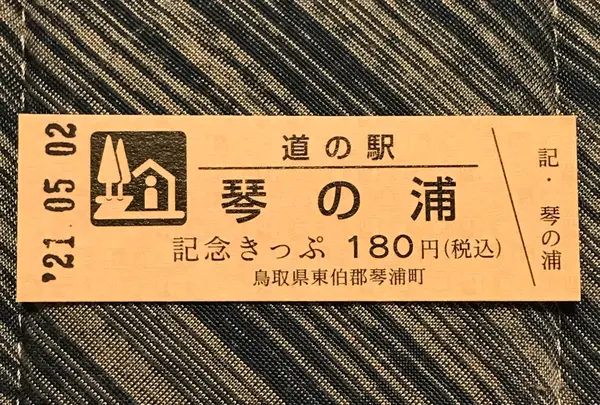 '21.05.02
道の駅
琴の浦
記念きっぷ 180円(税込)
鳥取県東伯郡琴浦町
記・琴の浦